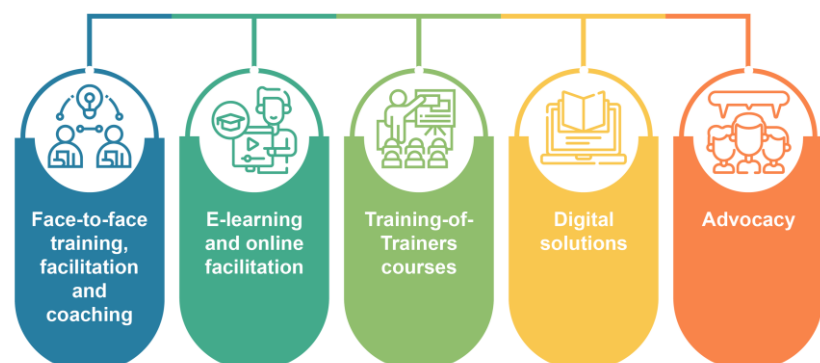 Face-to-face
training,
facilitation
and
coaching
E-learning
and online
facilitation
Training-of-
Trainers
courses
Digital
solutions
Advocacy